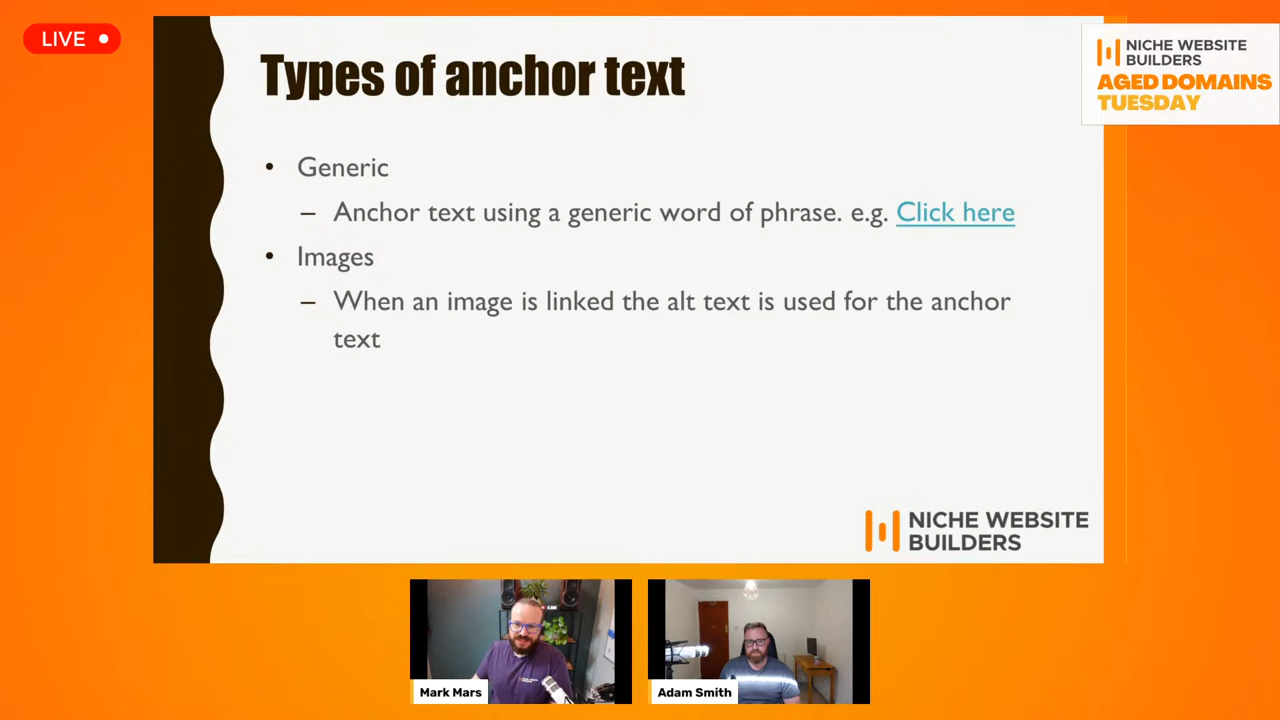 LIVE
NICHE WEBSITE
BUILDERS
AGED DOMAINS
TUESDAY
Types of anchor text
• Generic
– Anchor text using a generic word of phrase. e.g. Click here
• Images
– When an image is linked the alt text is used for the anchor
text
NICHE WEBSITE
BUILDERS
Mark Mars
Adam Smith